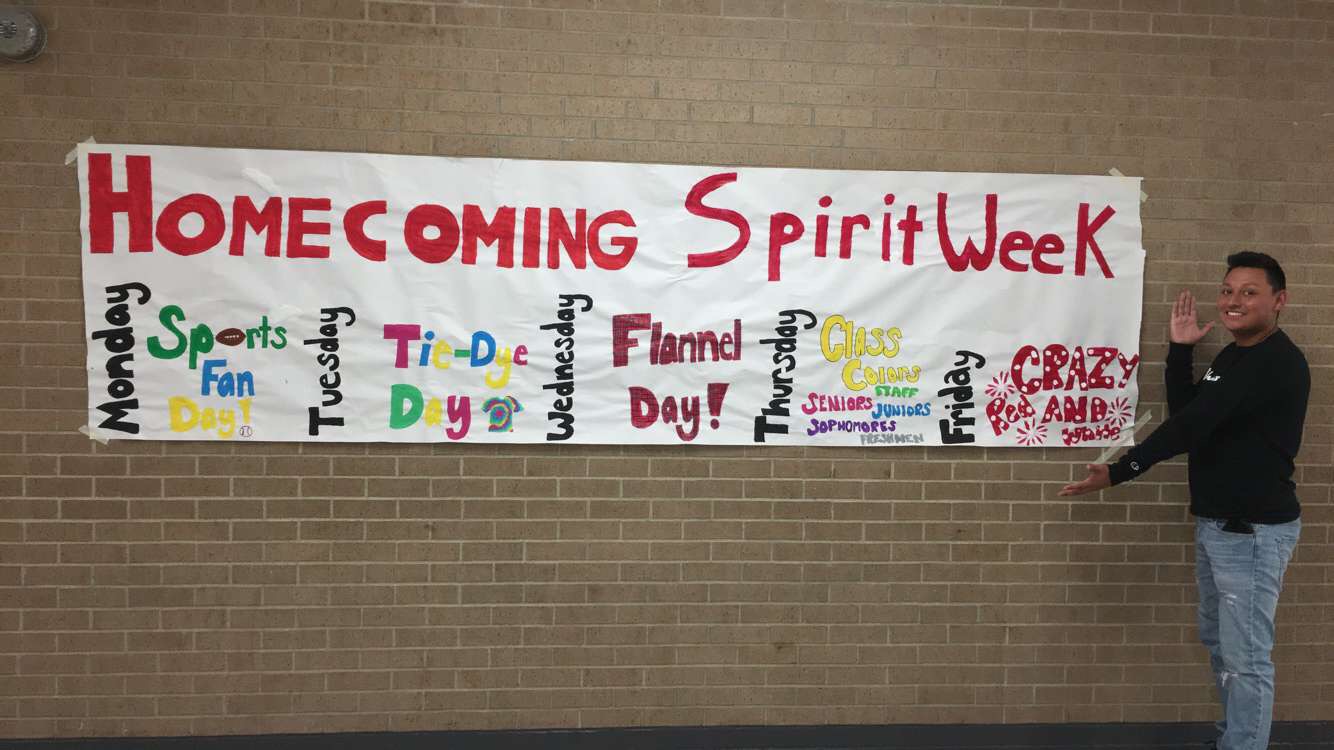 HOMECOMING Spirit Week
Monday
Sports
Fan
Day!
Tuesday
Tie-Dye
Day
Wednesday
Flannel
Day!
Thursday
Class
Colors
STAFF
SENIORS JUNIORS
SOPHOMORES
FRESHMEN
Friday
CRAZY
Red AND
white